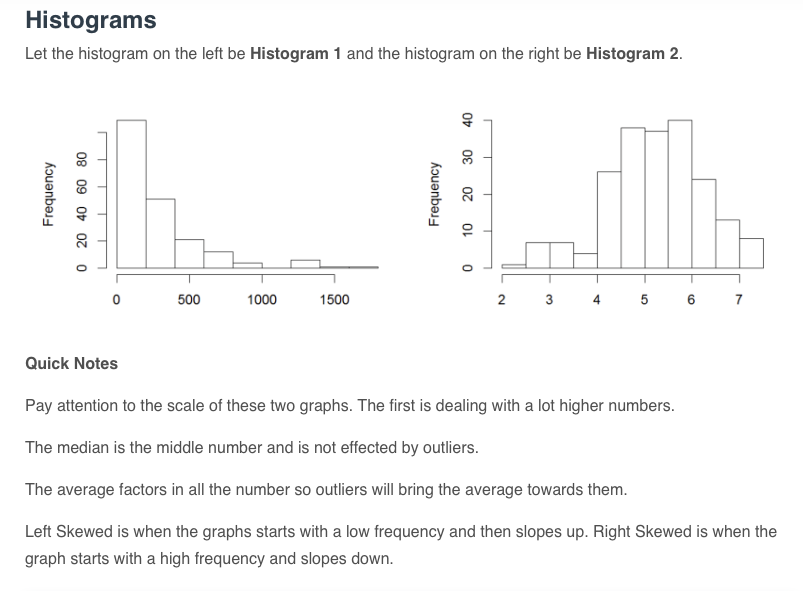 Histograms
Let the histogram on the left be Histogram 1 and the histogram on the right be Histogram 2.
Frequency
0 20 40 60 80
0 500 1000 1500
Frequency
0 10 20 30 40
2 3 4 5 6 7
Quick Notes
Pay attention to the scale of these two graphs. The first is dealing with a lot higher numbers.
The median is the middle number and is not effected by outliers.
The average factors in all the number so outliers will bring the average towards them.
Left Skewed is when the graphs starts with a low frequency and then slopes up. Right Skewed is when the
graph starts with a high frequency and slopes down.